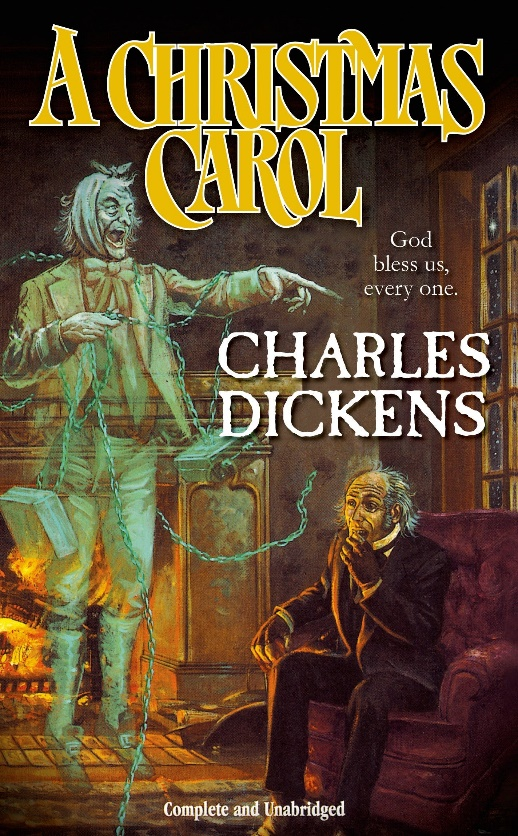 A CHRISTMAS
CAROL
God
bless us,
every one.
CHARLES
DICKENS
Complete and Unabridged